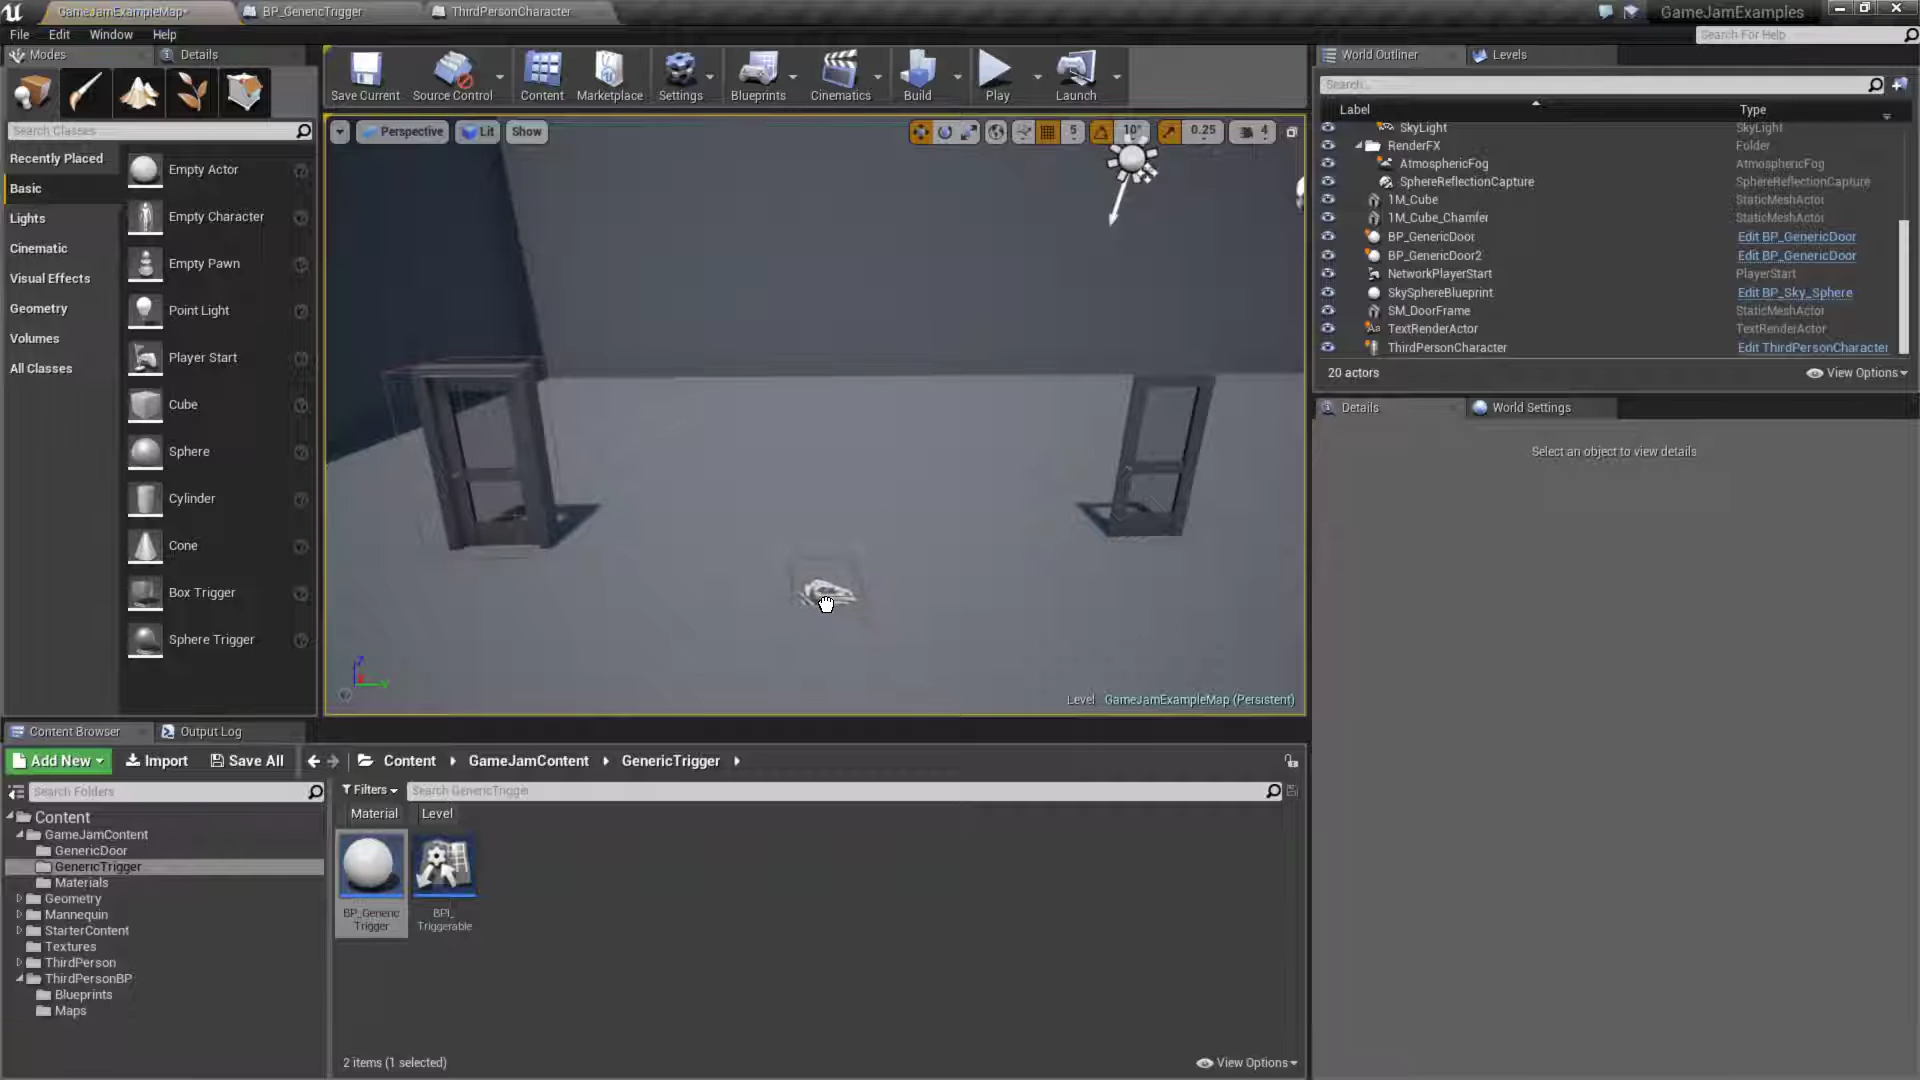 GameJamExampleMap*
BP_GenericTrigger
ThirdPersonCharacter
GameJamExamples
File Edit Window Help
Search For Help
Modes
Details
Save Current
Source Control
Content
Marketplace
Settings
Blueprints
Cinematics
Build
Play
Launch
World Outliner
Levels
Search...
Label
Type
Search Classes
Perspective
Lit
Show
5
10°
0.25
4
Recently Placed
Basic
Lights
Cinematic
Visual Effects
Geometry
Volumes
All Classes
Empty Actor
Empty Character
Empty Pawn
Point Light
Player Start
Cube
Sphere
Cylinder
Cone
Box Trigger
Sphere Trigger
Level GameJamExampleMap (Persistent)
SkyLight SkyLight
RenderFX Folder
AtmosphericFog AtmosphericFog
SphereReflectionCapture SphereReflectionCapture
1M_Cube StaticMeshActor
1M_Cube_Chamfer StaticMeshActor
BP_GenericDoor Edit BP_GenericDoor
BP_GenericDoor2 Edit BP_GenericDoor
NetworkPlayerStart PlayerStart
SkySphereBlueprint Edit BP_Sky_Sphere
SM_DoorFrame StaticMeshActor
TextRenderActor TextRenderActor
ThirdPersonCharacter Edit ThirdPersonCharacter
20 actors
View Options
Details
World Settings
Select an object to view details
Content Browser
Output Log
Add New
Import
Save All
Content
GameJamContent
GenericTrigger
Search Folders
Filters
Search GenericTrigger
Material
Level
Content
GameJamContent
GenericDoor
GenericTrigger
Materials
Geometry
Mannequin
StarterContent
Textures
ThirdPerson
ThirdPersonBP
Blueprints
Maps
BP_Generic
Trigger
BPI_
Triggerable
2 items (1 selected)
View Options